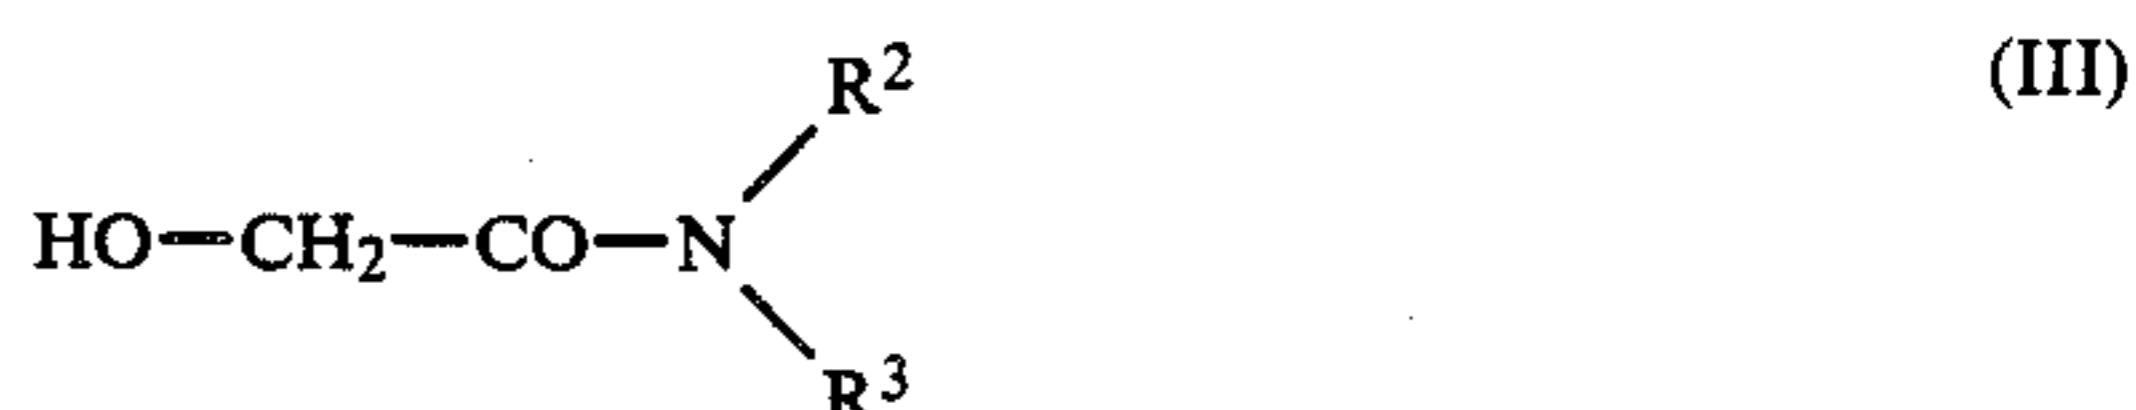 R² (III)
HO—CH₂—CO—N
R³